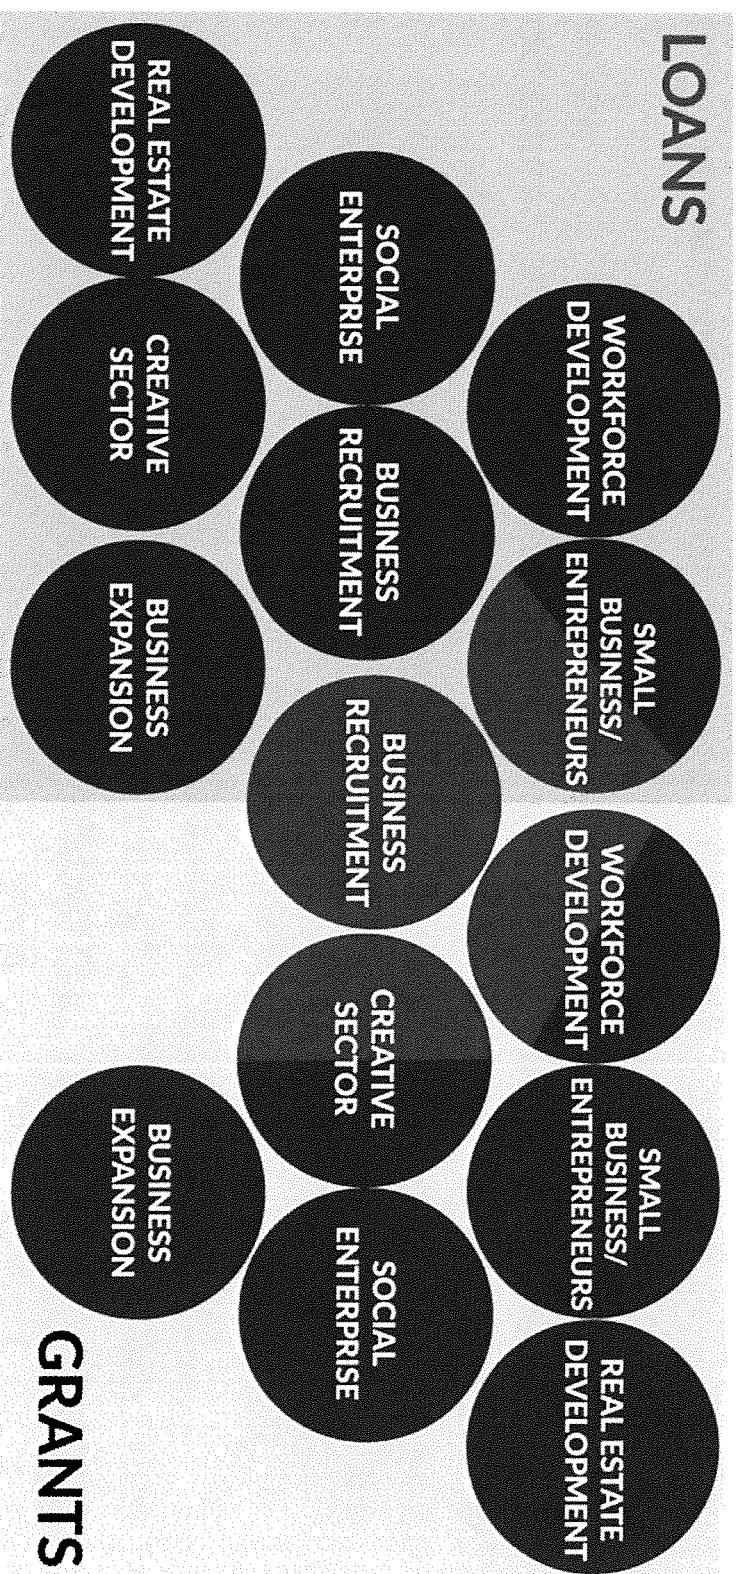 LOANS
WORKFORCE
DEVELOPMENT
SMALL
BUSINESS/
ENTREPRENEURS
WORKFORCE
DEVELOPMENT
SMALL
BUSINESS/
ENTREPRENEURS
REAL ESTATE
DEVELOPMENT
SOCIAL
ENTERPRISE
BUSINESS
RECRUITMENT
BUSINESS
RECRUITMENT
CREATIVE
SECTOR
SOCIAL
ENTERPRISE
REAL ESTATE
DEVELOPMENT
CREATIVE
SECTOR
BUSINESS
EXPANSION
BUSINESS
EXPANSION
GRANTS